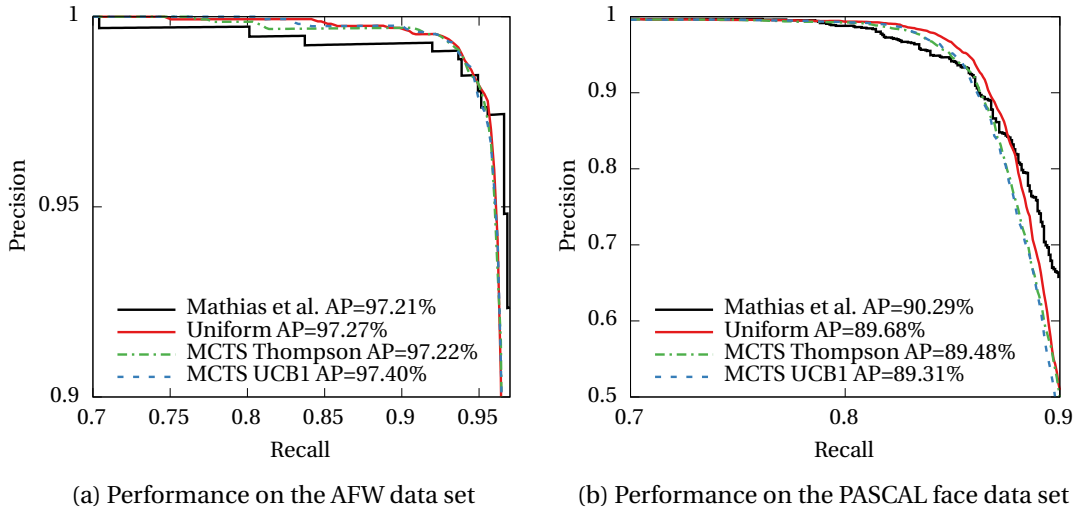 1
0.95
0.9
Precision
0.7
0.75
0.8
0.85
0.9
0.95
Recall
Mathias et al. AP=97.21%
Uniform AP=97.27%
MCTS Thompson AP=97.22%
MCTS UCB1 AP=97.40%
(a) Performance on the AFW data set
1
0.9
0.8
0.7
0.6
0.5
Precision
0.7
0.8
0.9
Recall
Mathias et al. AP=90.29%
Uniform AP=89.68%
MCTS Thompson AP=89.48%
MCTS UCB1 AP=89.31%
(b) Performance on the PASCAL face data set